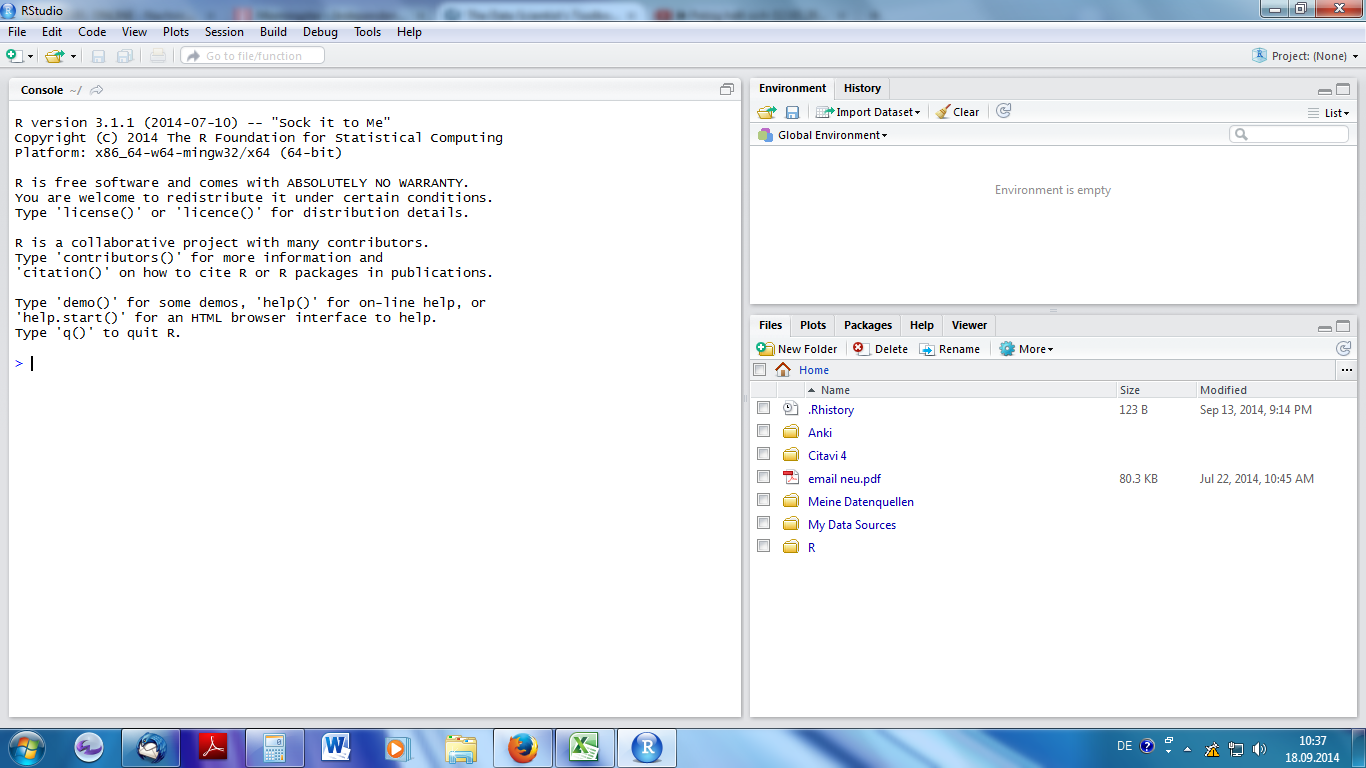 RStudio
File Edit Code View Plots Session Build Debug Tools Help
Go to file/function
Project: (None)
Console ~/
R version 3.1.1 (2014-07-10) -- "Sock it to Me"
Copyright (C) 2014 The R Foundation for Statistical Computing
Platform: x86_64-w64-mingw32/x64 (64-bit)
R is free software and comes with ABSOLUTELY NO WARRANTY.
You are welcome to redistribute it under certain conditions.
Type 'license()' or 'licence()' for distribution details.
R is a collaborative project with many contributors.
Type 'contributors()' for more information and
'citation()' on how to cite R or R packages in publications.
Type 'demo()' for some demos, 'help()' for on-line help, or
'help.start()' for an HTML browser interface to help.
Type 'q()' to quit R.
>
Environment History
Import Dataset Clear List
Global Environment
Environment is empty
Files Plots Packages Help Viewer
New Folder Delete Rename More
Home ...
Name Size Modified
.Rhistory 123 B Sep 13, 2014, 9:14 PM
Anki
Citavi 4
email neu.pdf 80.3 KB Jul 22, 2014, 10:45 AM
Meine Datenquellen
My Data Sources
R
DE
10:37
18.09.2014